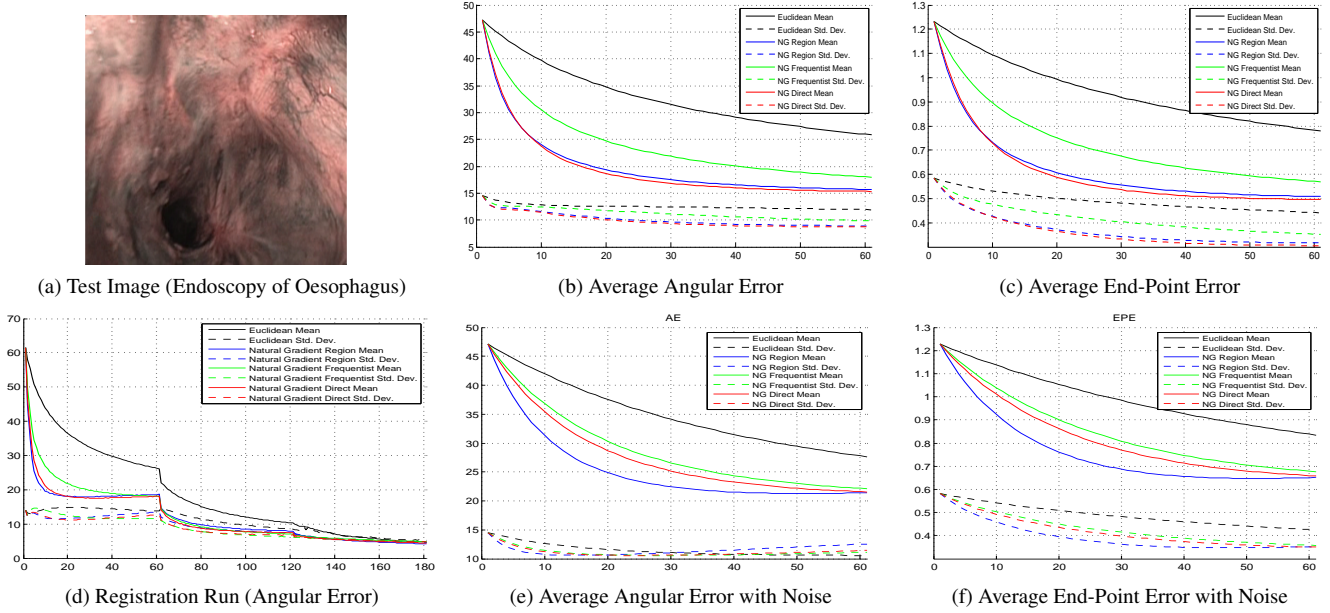 50
45
40
35
30
25
20
15
10
5
0 10 20 30 40 50 60
Euclidean Mean
Euclidean Std. Dev.
NG Region Mean
NG Region Std. Dev.
NG Frequentist Mean
NG Frequentist Std. Dev.
NG Direct Mean
NG Direct Std. Dev.
1.3
1.2
1.1
1
0.9
0.8
0.7
0.6
0.5
0.4
0 10 20 30 40 50 60
Euclidean Mean
Euclidean Std. Dev.
NG Region Mean
NG Region Std. Dev.
NG Frequentist Mean
NG Frequentist Std. Dev.
NG Direct Mean
NG Direct Std. Dev.
(a) Test Image (Endoscopy of Oesophagus)
(b) Average Angular Error
(c) Average End-Point Error
70
60
50
40
30
20
10
0
0 20 40 60 80 100 120 140 160 180
Euclidean Mean
Euclidean Std. Dev.
Natural Gradient Region Mean
Natural Gradient Region Std. Dev.
Natural Gradient Frequentist Mean
Natural Gradient Frequentist Std. Dev.
Natural Gradient Direct Mean
Natural Gradient Direct Std. Dev.
AE
50
45
40
35
30
25
20
15
10
0 10 20 30 40 50 60
Euclidean Mean
Euclidean Std. Dev.
NG Region Mean
NG Region Std. Dev.
NG Frequentist Mean
NG Frequentist Std. Dev.
NG Direct Mean
NG Direct Std. Dev.
EPE
1.3
1.2
1.1
1
0.9
0.8
0.7
0.6
0.5
0.4
0 10 20 30 40 50 60
Euclidean Mean
Euclidean Std. Dev.
NG Region Mean
NG Region Std. Dev.
NG Frequentist Mean
NG Frequentist Std. Dev.
NG Direct Mean
NG Direct Std. Dev.
(d) Registration Run (Angular Error)
(e) Average Angular Error with Noise
(f) Average End-Point Error with Noise